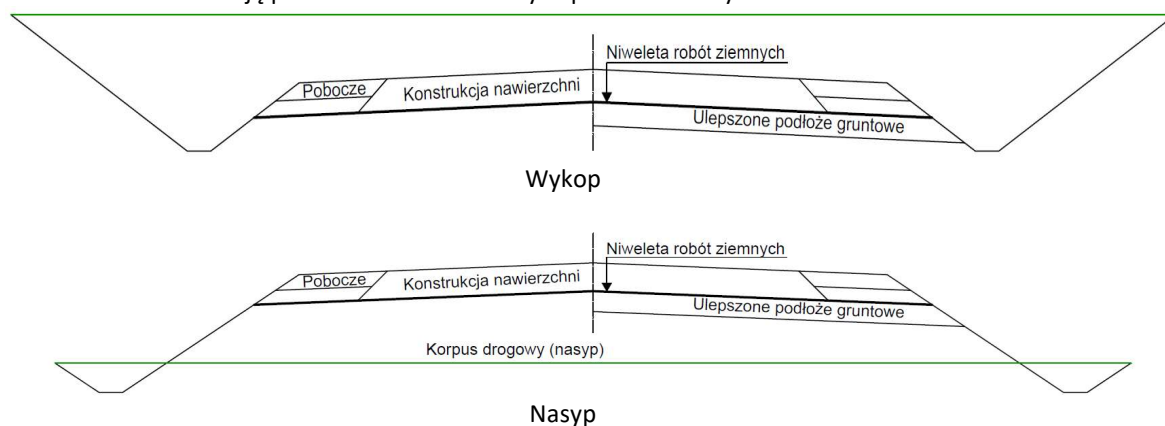 Niweleta robót ziemnych
Pobocze
Konstrukcja nawierzchni
Ulepszone podłoże gruntowe
Wykop
Niweleta robót ziemnych
Pobocze
Konstrukcja nawierzchni
Ulepszone podłoże gruntowe
Korpus drogowy (nasyp)
Nasyp